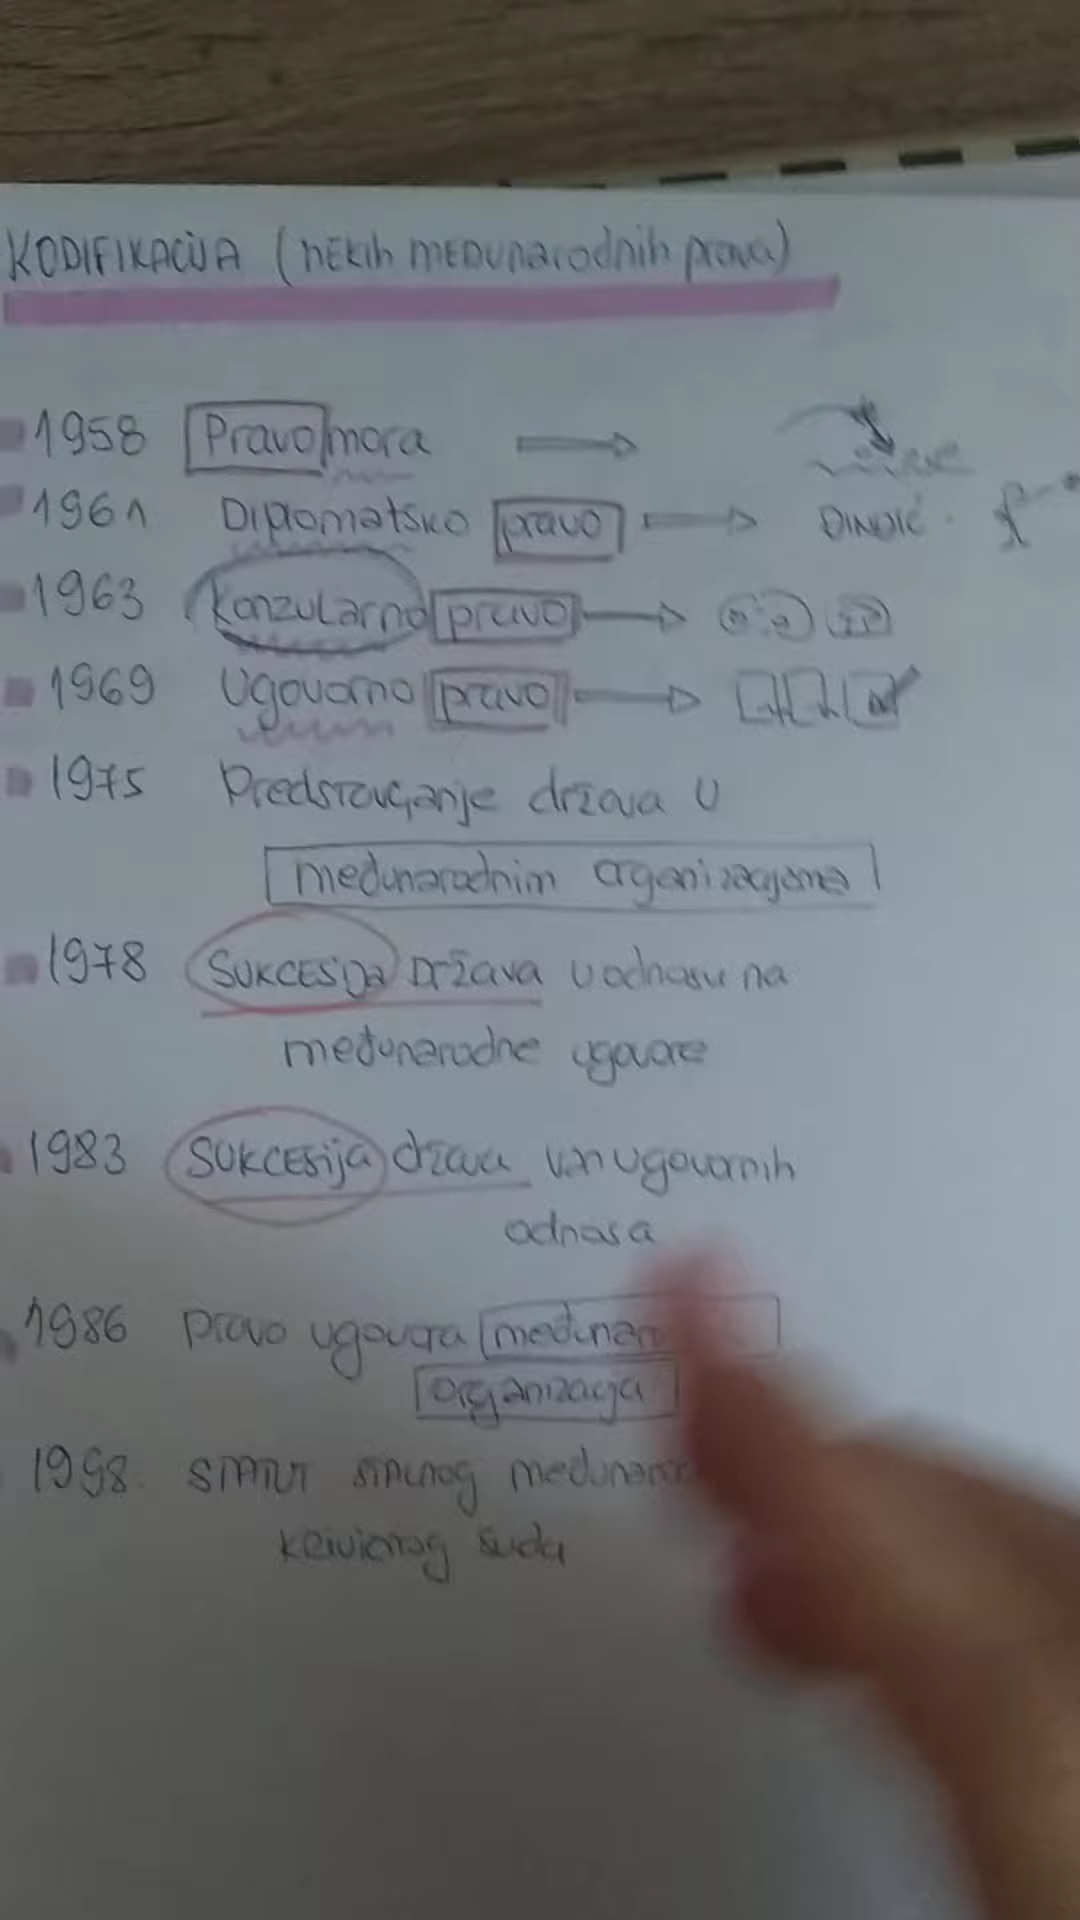 KODIFIKACIJA (nekih međunarodnih prava)
1958 Pravo mora
1961 Diplomatsko pravo
1963 Konzularno pravo
1969 Ugovorno pravo
1975 Predstavljanje država u
međunarodnim organizacijama
1978 SUKCESIJA Država u odnosu na
međunarodne ugovore
1983 SUKCESIJA država van ugovornih
odnosa
1986 pravo ugovora
organizacija
1998. STATUT STALNOG
krivičnog suda